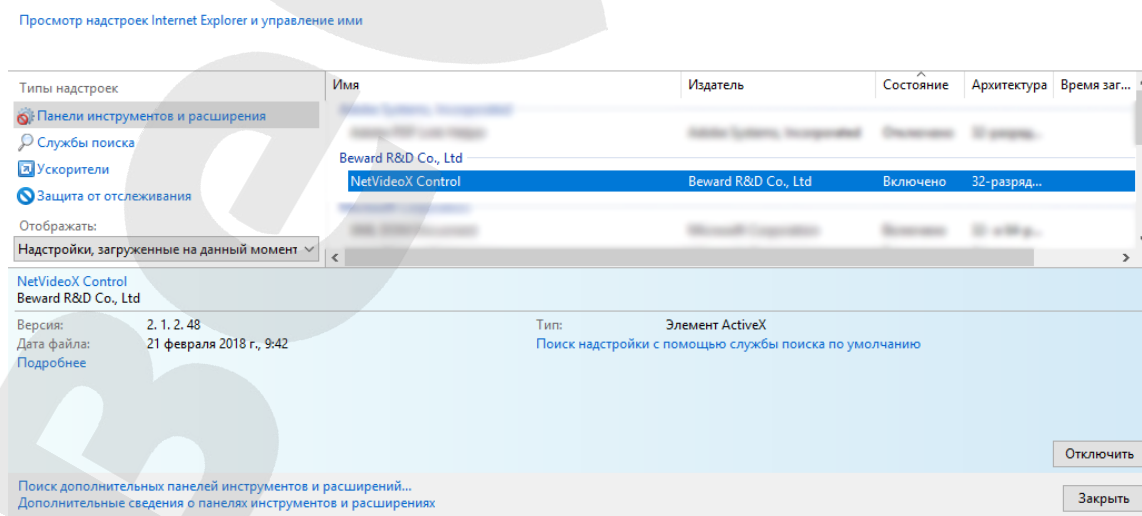 Просмотр надстроек Internet Explorer и управление ими
Типы надстроек
Панели инструментов и расширения
Службы поиска
Ускорители
Защита от отслеживания
Отображать:
Надстройки, загруженные на данный момент
Имя Издатель Состояние Архитектура Время заг...
Beward R&D Co., Ltd
NetVideoX Control Beward R&D Co., Ltd Включено 32-разряд...
NetVideoX Control
Beward R&D Co., Ltd
Версия: 2. 1. 2. 48 Тип: Элемент ActiveX
Дата файла: 21 февраля 2018 г., 9:42 Поиск надстройки с помощью службы поиска по умолчанию
Подробнее
Отключить
Поиск дополнительных панелей инструментов и расширений...
Дополнительные сведения о панелях инструментов и расширениях
Закрыть